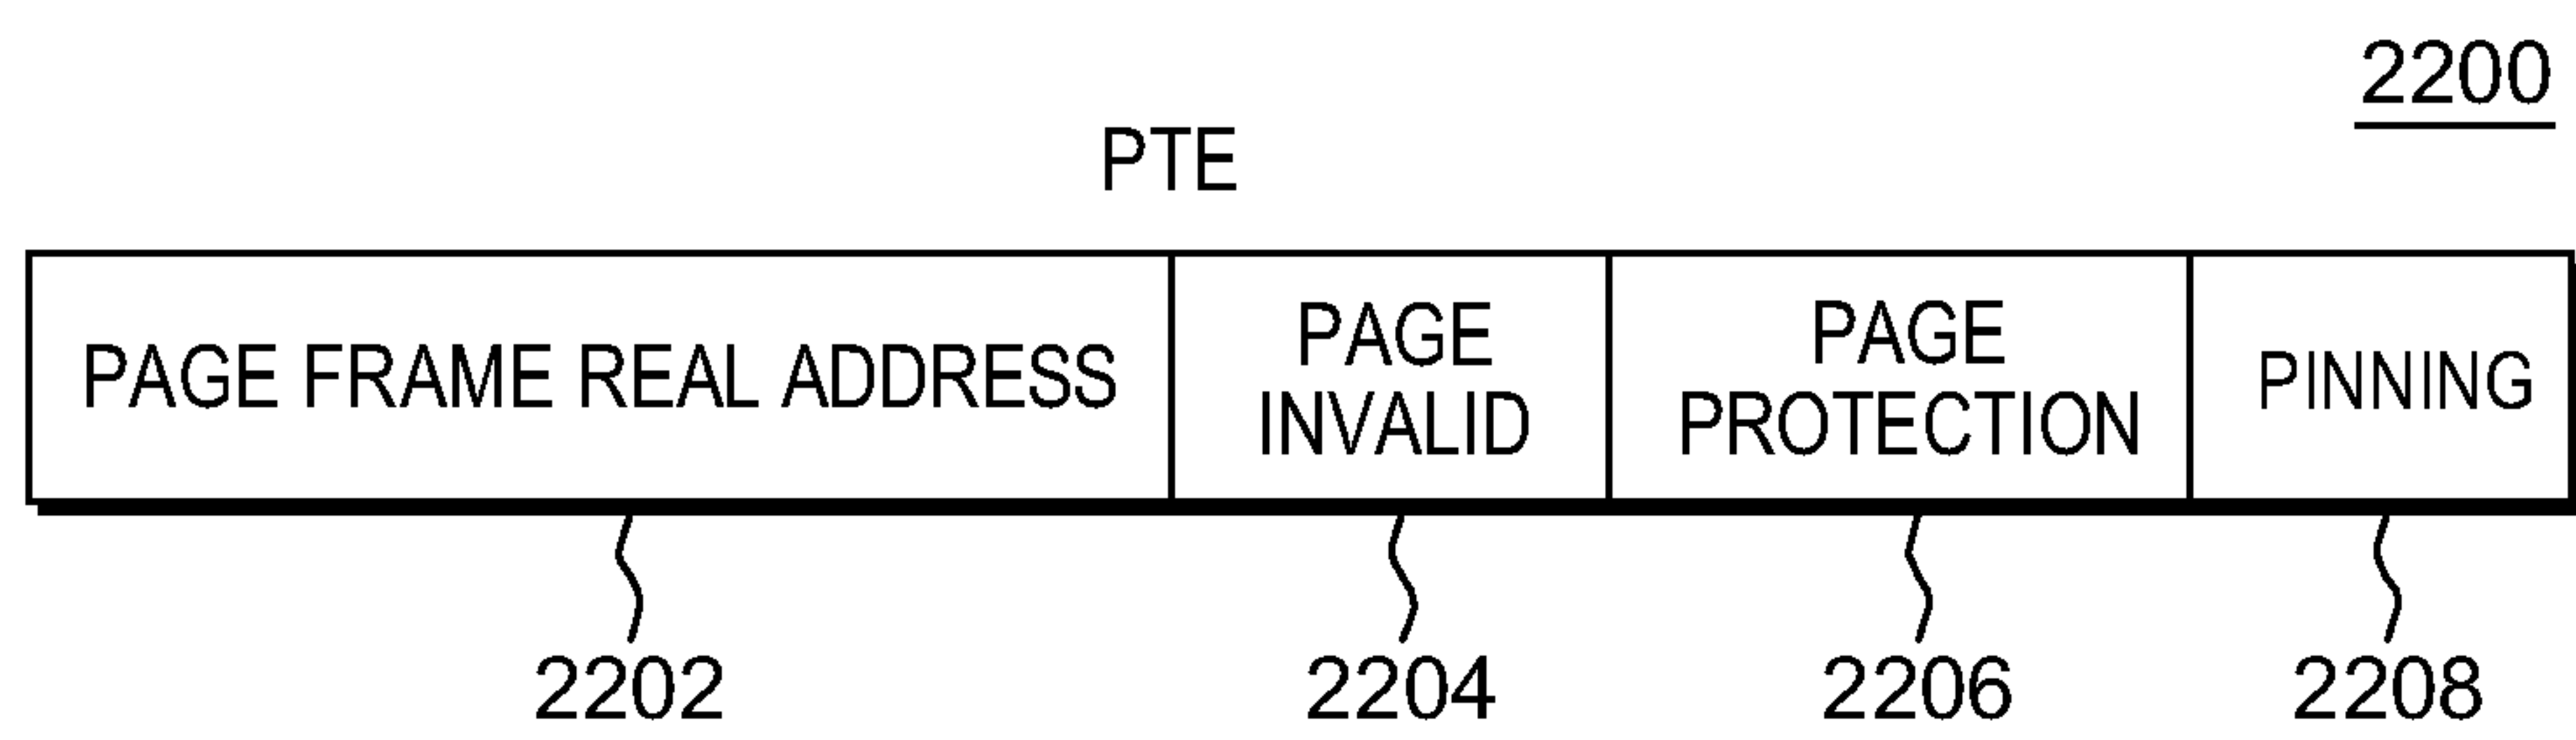 2200
PTE
PAGE FRAME REAL ADDRESS
PAGE
INVALID
PAGE
PROTECTION
PINNING
2202
2204
2206
2208